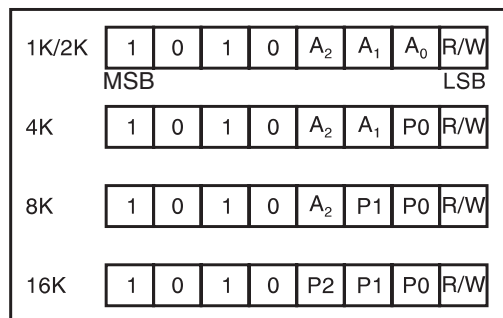 1K/2K 1 0 1 0 A₂ A₁ A₀ R/W
MSB LSB
4K 1 0 1 0 A₂ A₁ P0 R/W
8K 1 0 1 0 A₂ P1 P0 R/W
16K 1 0 1 0 P2 P1 P0 R/W